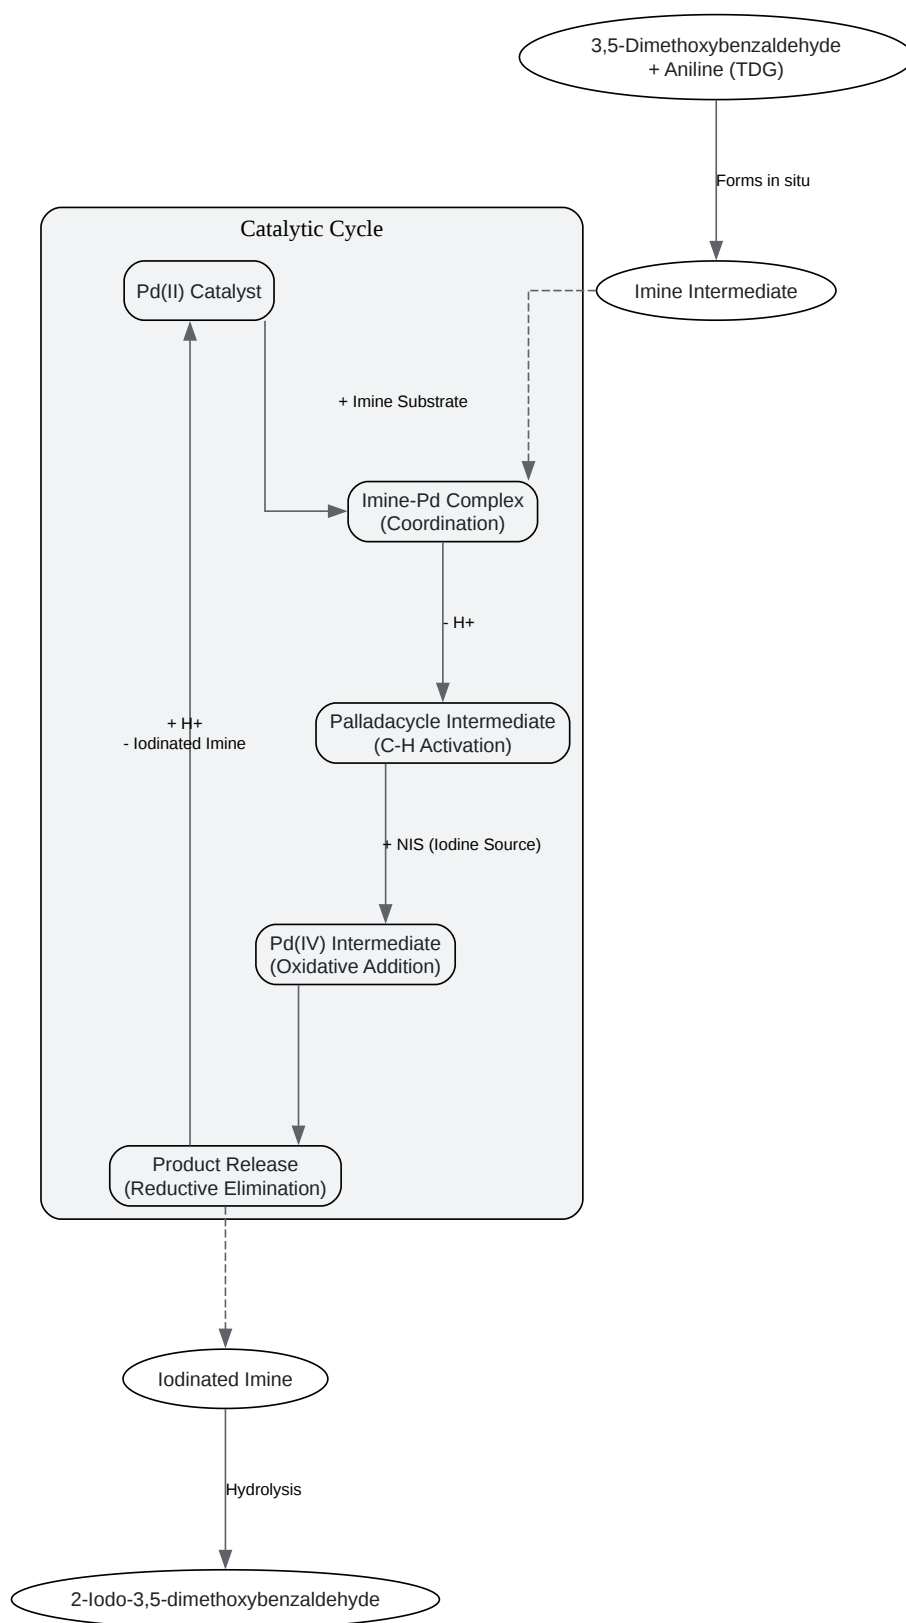 3,5-Dimethoxybenzaldehyde
+ Aniline (TDG)
Forms in situ
Catalytic Cycle
Pd(II) Catalyst
Imine Intermediate
+ Imine Substrate
Imine-Pd Complex
(Coordination)
- H+
Palladacycle Intermediate
(C-H Activation)
+ H+
- Iodinated Imine
+ NIS (Iodine Source)
Pd(IV) Intermediate
(Oxidative Addition)
Product Release
(Reductive Elimination)
Iodinated Imine
Hydrolysis
2-Iodo-3,5-dimethoxybenzaldehyde